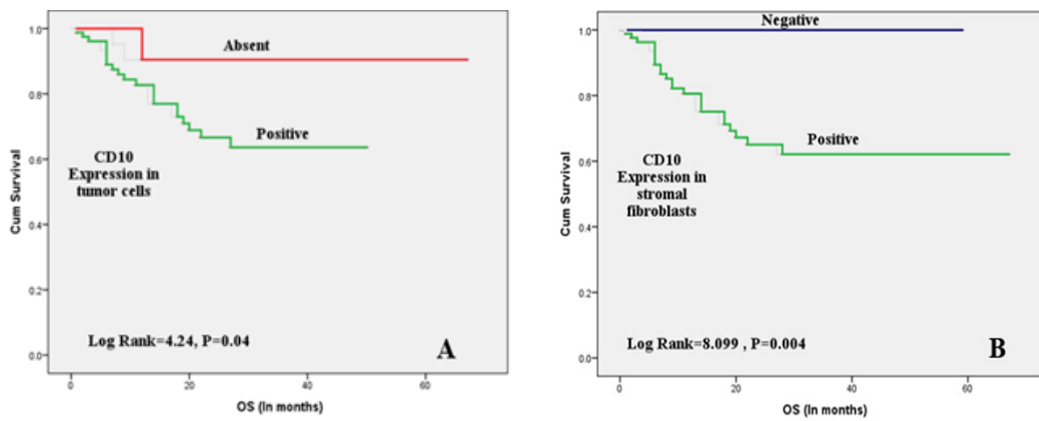 1.0
0.8
0.6
0.4
0.2
0.0
Cum Survival
Absent
Positive
CD10
Expression in
tumor cells
Log Rank=4.24, P=0.04
A
0
20
40
60
OS (In months)
1.0
0.8
0.6
0.4
0.2
0.0
Cum Survival
Negative
Positive
CD10
Expression in
stromal
fibroblasts
Log Rank=8.099 , P=0.004
B
0
20
40
60
OS (In months)